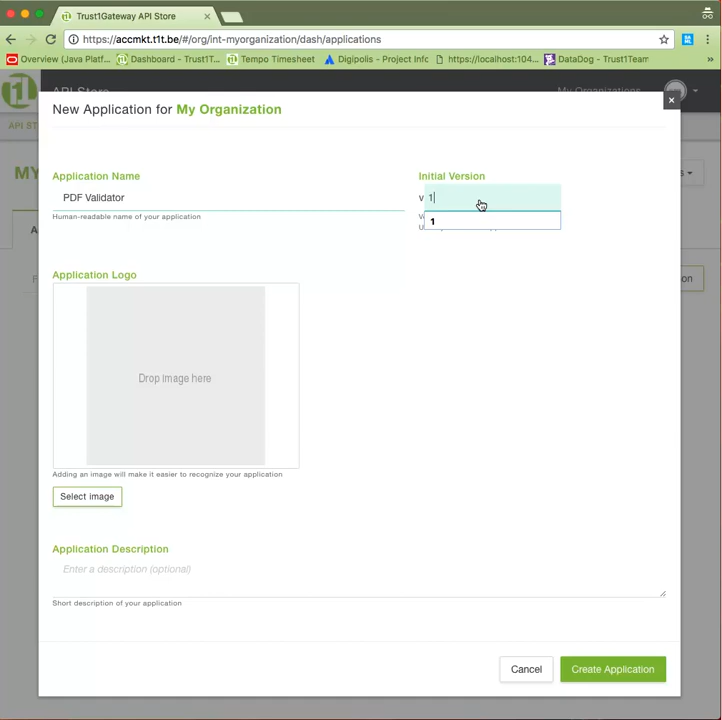 Trust1Gateway API Store
https://accmkt.t1t.be/#/org/int-myorganization/dash/applications
Overview (Java Platf... Dashboard - Trust1T... Tempo Timesheet Digipolis - Project Info https://localhost:104... DataDog - Trust1Team »
API Store My Organizations
API ST
New Application for My Organization
×
MY
Application Name Initial Version
PDF Validator v 1
Human-readable name of your application
1
Application Logo
Drop image here
Adding an image will make it easier to recognize your application
Select image
Application Description
Enter a description (optional)
Short description of your application
Cancel Create Application